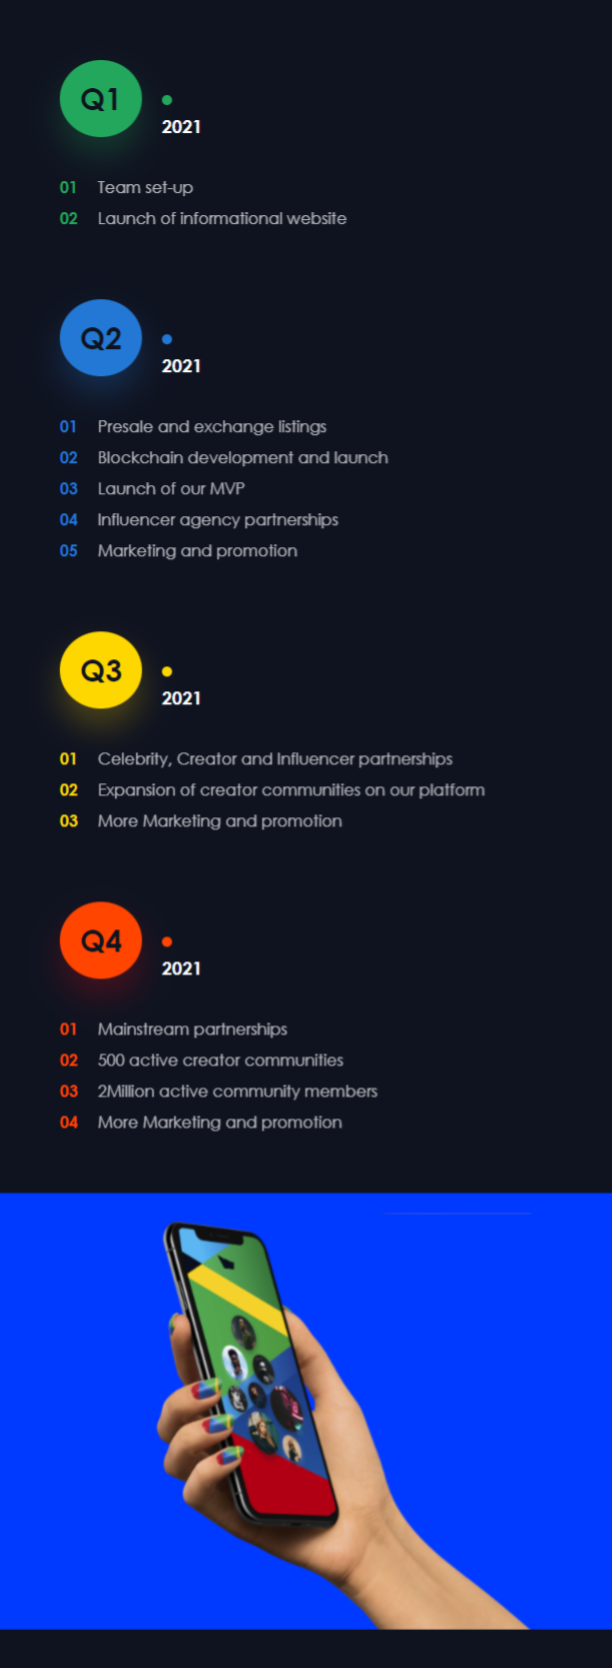 Q1
2021
01 Team set-up
02 Launch of informational website
Q2
2021
01 Presale and exchange listings
02 Blockchain development and launch
03 Launch of our MVP
04 Influencer agency partnerships
05 Marketing and promotion
Q3
2021
01 Celebrity, Creator and Influencer partnerships
02 Expansion of creator communities on our platform
03 More Marketing and promotion
Q4
2021
01 Mainstream partnerships
02 500 active creator communities
03 2Million active community members
04 More Marketing and promotion